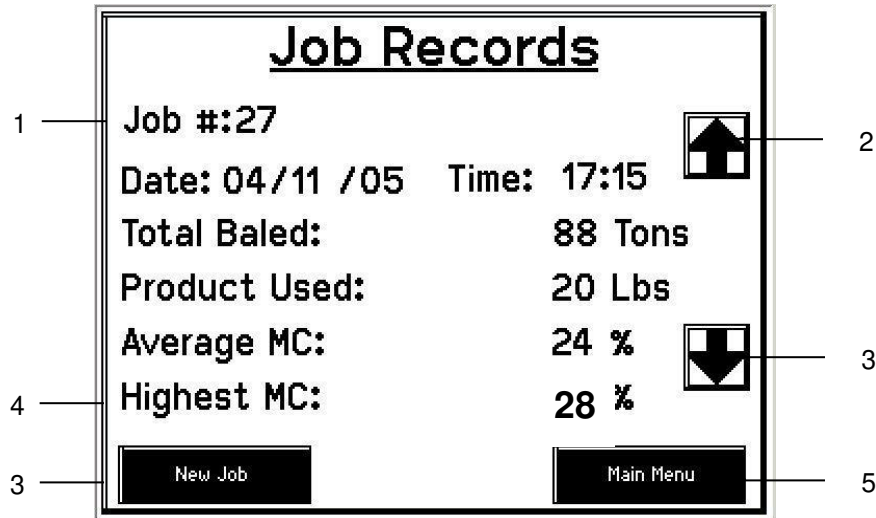 Job Records
1
Job #:27
2
Date: 04/11 /05 Time: 17:15
Total Baled: 88 Tons
Product Used: 20 Lbs
Average MC: 24 %
3
4
Highest MC: 28 %
3
New Job
Main Menu
5